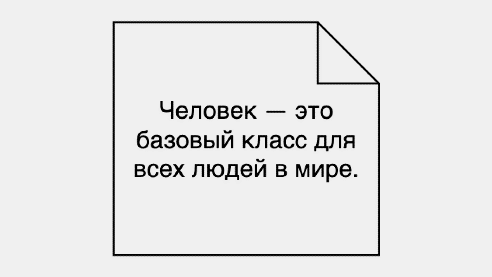 Человек — это
базовый класс для
всех людей в мире.